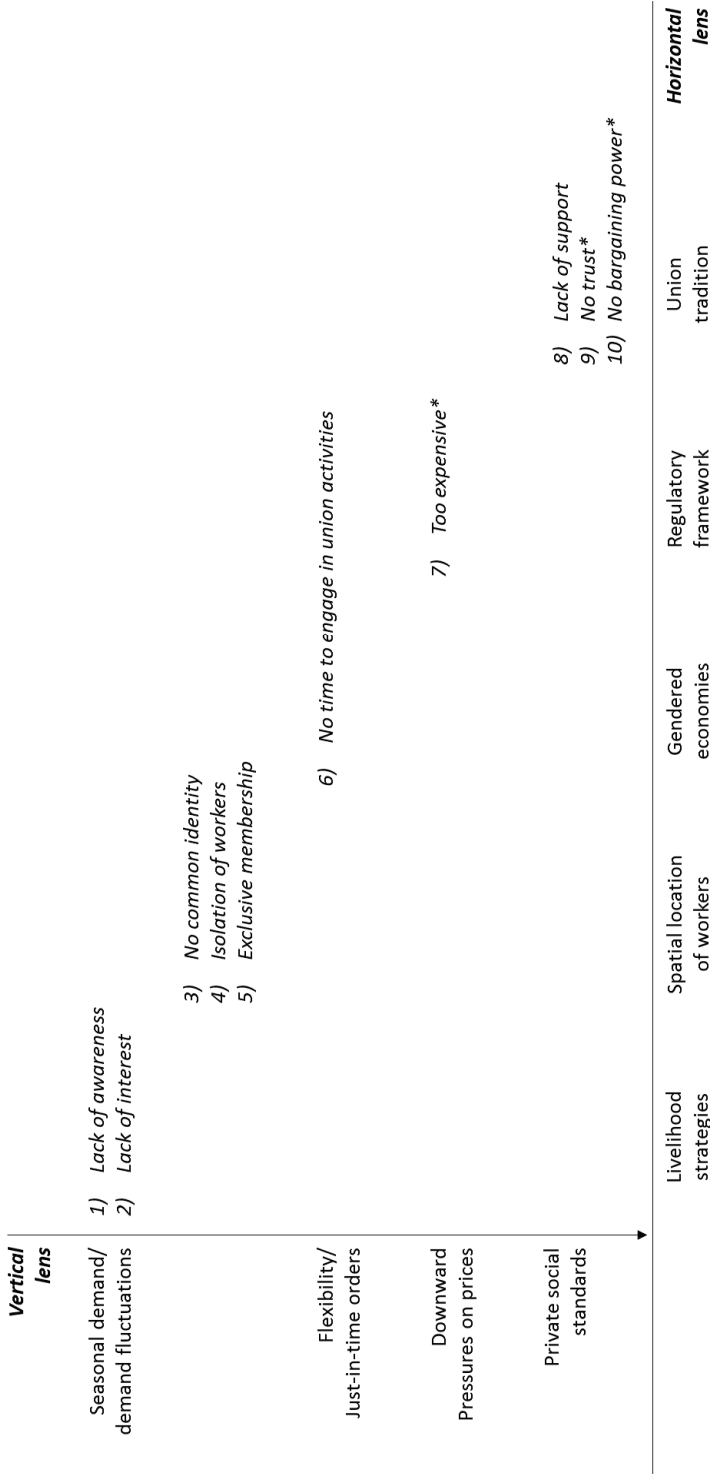 Vertical
lens
Seasonal demand/
demand fluctuations
1) Lack of awareness
2) Lack of interest
3) No common identity
4) Isolation of workers
5) Exclusive membership
Flexibility/
Just-in-time orders
6) No time to engage in union activities
Downward
Pressures on prices
7) Too expensive*
Private social
standards
8) Lack of support
9) No trust*
10) No bargaining power*
Livelihood
strategies
Spatial location
of workers
Gendered
economies
Regulatory
framework
Union
tradition
Horizontal
lens